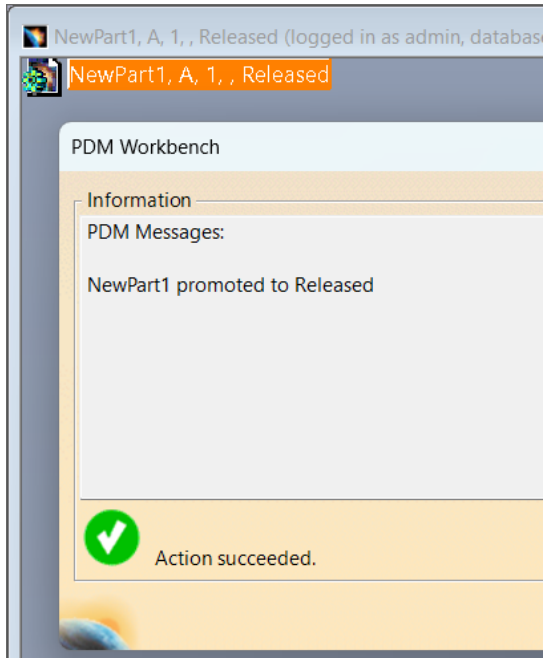 NewPart1, A, 1, , Released (logged in as admin, databas
NewPart1, A, 1, , Released
PDM Workbench
Information
PDM Messages:
NewPart1 promoted to Released
Action succeeded.